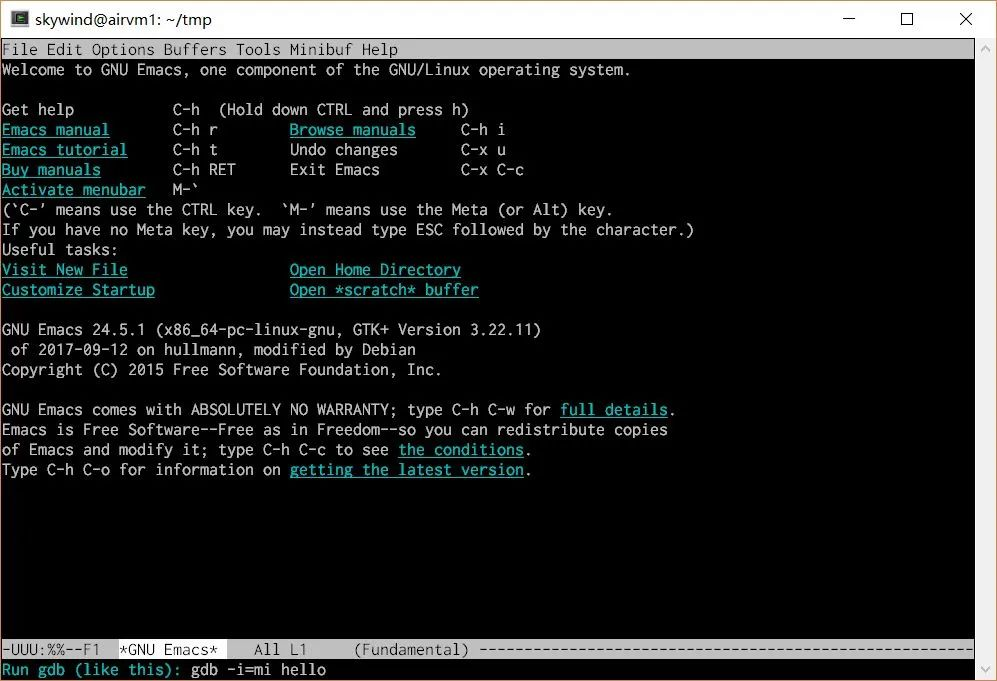 skywind@airvm1: ~/tmp
File Edit Options Buffers Tools Minibuf Help
Welcome to GNU Emacs, one component of the GNU/Linux operating system.
Get help C-h (Hold down CTRL and press h)
Emacs manual C-h r Browse manuals C-h i
Emacs tutorial C-h t Undo changes C-x u
Buy manuals C-h RET Exit Emacs C-x C-c
Activate menubar M-`
(`C-' means use the CTRL key. `M-' means use the Meta (or Alt) key.
If you have no Meta key, you may instead type ESC followed by the character.)
Useful tasks:
Visit New File Open Home Directory
Customize Startup Open *scratch* buffer
GNU Emacs 24.5.1 (x86_64-pc-linux-gnu, GTK+ Version 3.22.11)
of 2017-09-12 on hullmann, modified by Debian
Copyright (C) 2015 Free Software Foundation, Inc.
GNU Emacs comes with ABSOLUTELY NO WARRANTY; type C-h C-w for full details.
Emacs is Free Software--Free as in Freedom--so you can redistribute copies
of Emacs and modify it; type C-h C-c to see the conditions.
Type C-h C-o for information on getting the latest version.
-UUU:%%--F1 *GNU Emacs* All L1 (Fundamental) -------------------------------------------------------
Run gdb (like this): gdb -i=mi hello